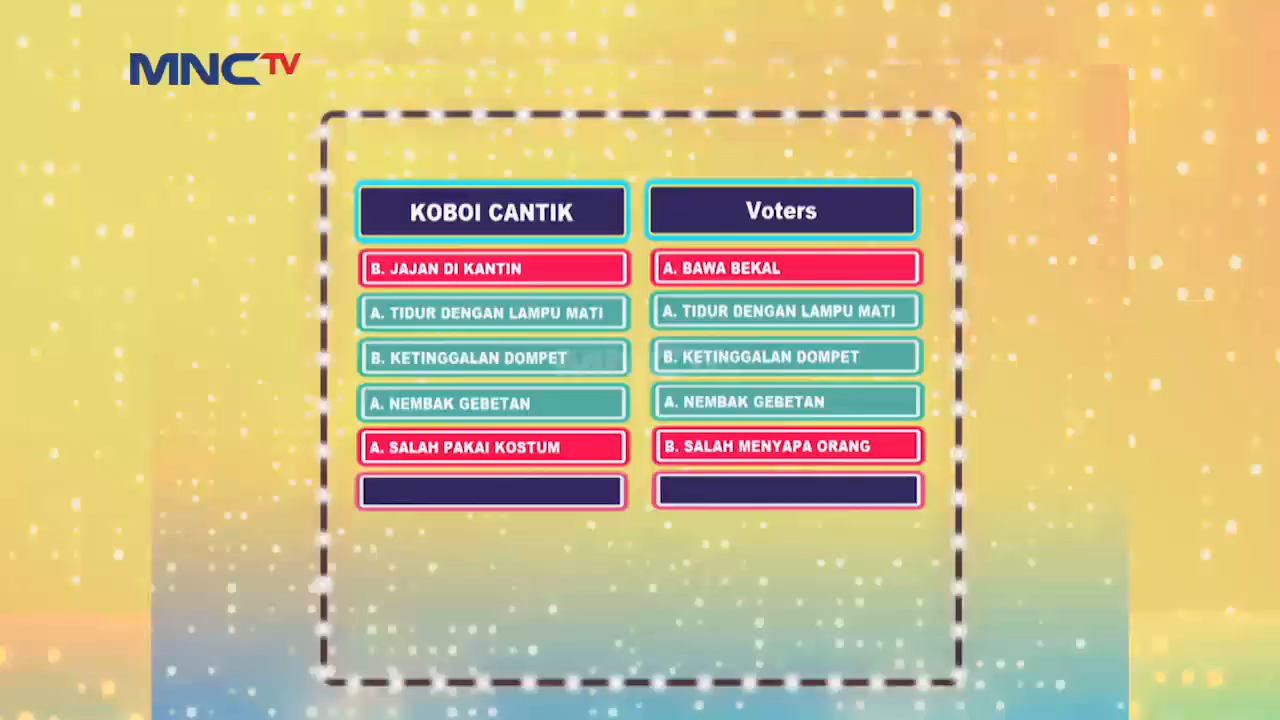 MNCTV
KOBOI CANTIK
Voters
B. JAJAN DI KANTIN
A. BAWA BEKAL
A. TIDUR DENGAN LAMPU MATI
A. TIDUR DENGAN LAMPU MATI
B. KETINGGALAN DOMPET
B. KETINGGALAN DOMPET
A. NEMBAK GEBETAN
A. NEMBAK GEBETAN
A. SALAH PAKAI KOSTUM
B. SALAH MENYAPA ORANG